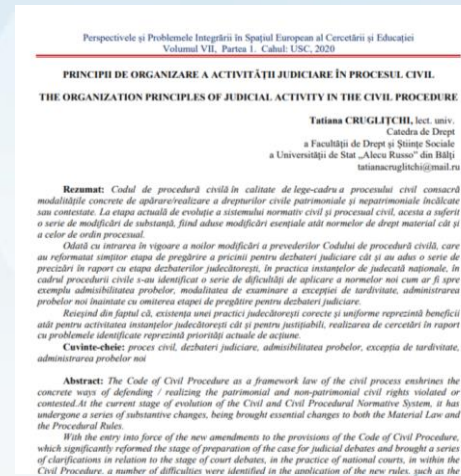 Perspectivele și Problemele Integrării în Spațiul European al Cercetării și Educației
Volumul VII, Partea 1. Cahul: USC, 2020
PRINCIPII DE ORGANIZARE A ACTIVITĂȚII JUDICIARE ÎN PROCESUL CIVIL
THE ORGANIZATION PRINCIPLES OF JUDICIAL ACTIVITY IN THE CIVIL PROCEDURE
Tatiana CRUGLIȚCHI, lect. univ.
Catedra de Drept
a Facultății de Drept și Științe Sociale
a Universității de Stat „Alecu Russo” din Bălți
tatianacruglitchi@mail.ru
Rezumat: Codul de procedură civilă în calitate de lege-cadru a procesului civil consacră
modalitățile concrete de apărare/realizare a drepturilor civile patrimoniale și nepatrimoniale încălcate
sau contestate. La etapa actuală de evoluție a sistemului normativ civil și procesual civil, acesta a suferit
o serie de modificări de substanță, fiind aduse modificări esențiale atât normelor de drept material cât și
a celor de ordin procesual.
Odată cu intrarea în vigoare a noilor modificări a prevederilor Codului de procedură civilă, care
au reformatat simțitor etapa de pregătire a pricinii pentru dezbateri judiciare cât și au adus o serie de
precizări în raport cu etapa dezbaterilor judecătorești, în practica instanțelor de judecată naționale, în
cadrul procedurii civile s-au identificat o serie de dificultăți de aplicare a normelor noi cum ar fi spre
exemplu admisibilitatea probelor, modalitatea de examinare a excepției de tardivitate, administrarea
probelor noi înaintate cu omiterea etapei de pregătire pentru dezbateri judiciare.
Reieșind din faptul că, existența unei practici judecătorești corecte și uniforme reprezintă beneficii
atât pentru activitatea instanțelor judecătorești cât și pentru justițiabili, realizarea de cercetări în raport
cu problemele identificate reprezintă priorități actuale de acțiune.
Cuvinte-cheie: proces civil, dezbateri judiciare, admisibilitatea probelor, excepția de tardivitate,
administrarea probelor noi
Abstract: The Code of Civil Procedure as a framework law of the civil process enshrines the
concrete ways of defending / realizing the patrimonial and non-patrimonial civil rights violated or
contested.At the current stage of evolution of the Civil and Civil Procedural Normative System, it has
undergone a series of substantive changes, being brought essential changes to both the Material Law and
the Procedural Rules.
With the entry into force of the new amendments to the provisions of the Code of Civil Procedure,
which significantly reformed the stage of preparation of the case for judicial debates and brought a series
of clarifications in relation to the stage of court debates, in the practice of national courts, in within the
Civil Procedure, a number of difficulties were identified in the application of the new rules, such as the